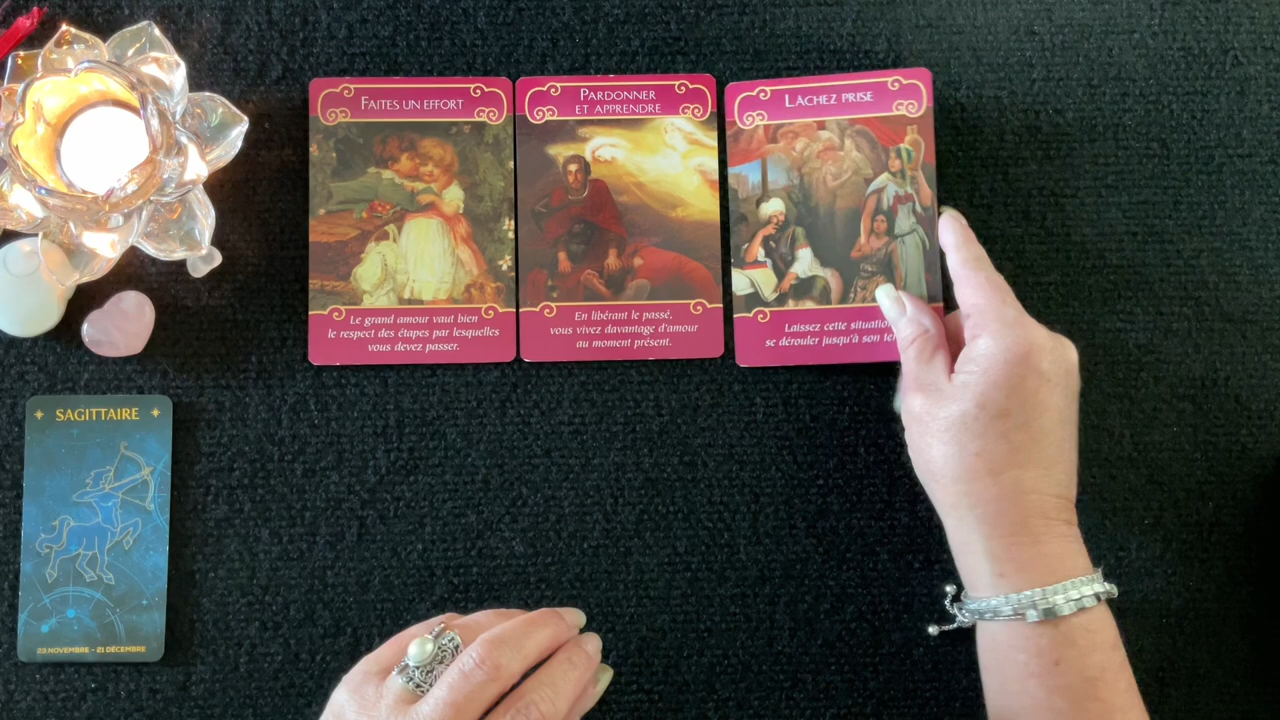 FAITES UN EFFORT
Le grand amour vaut bien
le respect des étapes par lesquelles
vous devez passer.
PARDONNER
ET APPRENDRE
En libérant le passé,
vous vivez davantage d'amour
au moment présent.
LÂCHEZ PRISE
Laissez cette situation
se dérouler jusqu'à son
SAGITTAIRE
23 NOVEMBRE - 21 DÉCEMBRE